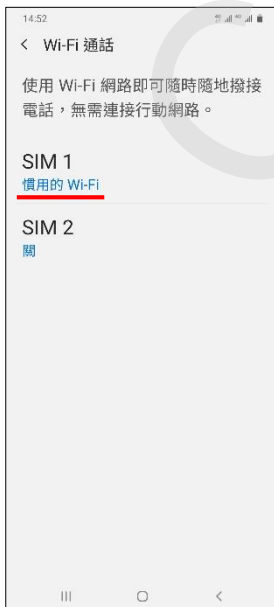 14:52
Wi-Fi 通話
使用 Wi-Fi 網路即可隨時隨地撥接
電話，無需連接行動網路。
SIM 1
慣用的 Wi-Fi
SIM 2
關